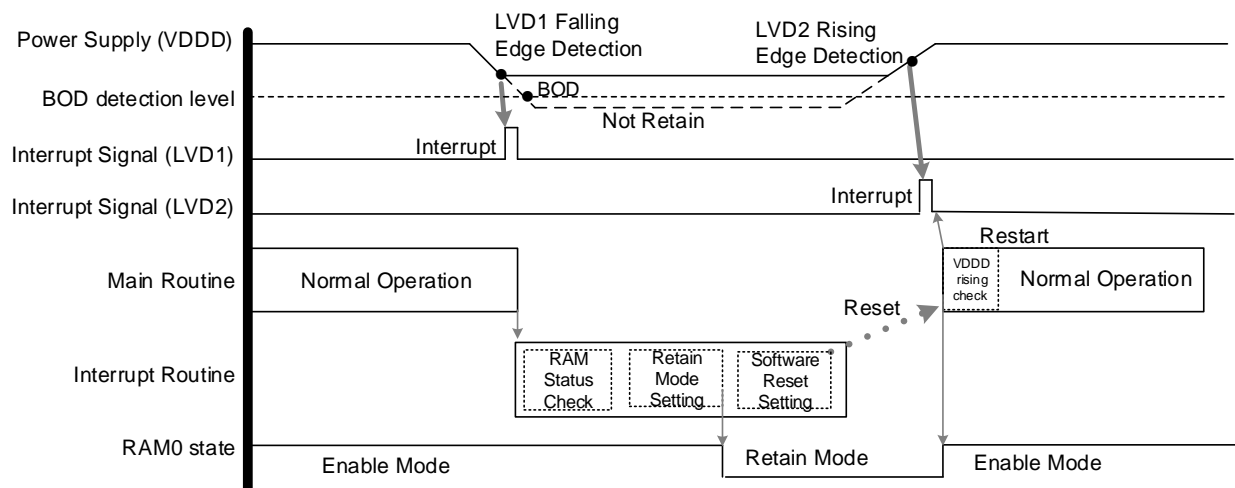 LVD1 Falling
Edge Detection
LVD2 Rising
Edge Detection
Power Supply (VDDD)
BOD detection level
BOD
Not Retain
Interrupt Signal (LVD1)
Interrupt
Interrupt Signal (LVD2)
Interrupt
Restart
Main Routine
Normal Operation
VDDD
rising
check
Normal Operation
Reset
Interrupt Routine
RAM
Status
Check
Retain
Mode
Setting
Software
Reset
Setting
RAM0 state
Enable Mode
Retain Mode
Enable Mode